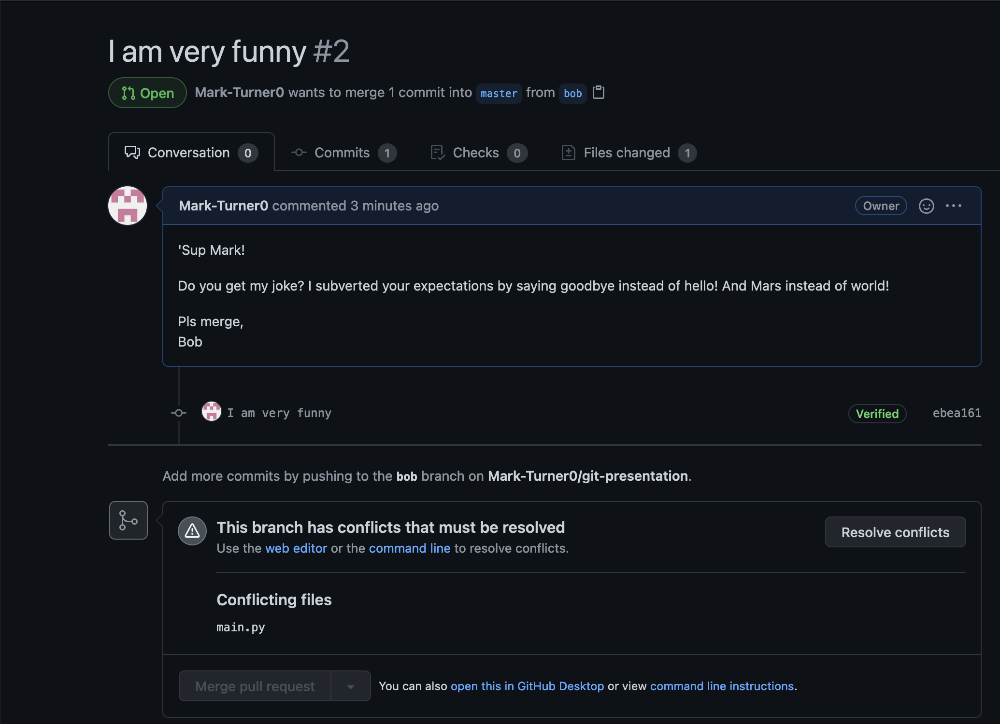 I am very funny #2
Open Mark-Turner0 wants to merge 1 commit into master from bob
Conversation 0 Commits 1 Checks 0 Files changed 1
Mark-Turner0 commented 3 minutes ago Owner
'Sup Mark!
Do you get my joke? I subverted your expectations by saying goodbye instead of hello! And Mars instead of world!
Pls merge,
Bob
I am very funny Verified ebea161
Add more commits by pushing to the bob branch on Mark-Turner0/git-presentation.
This branch has conflicts that must be resolved
Use the web editor or the command line to resolve conflicts.
Resolve conflicts
Conflicting files
main.py
Merge pull request You can also open this in GitHub Desktop or view command line instructions.